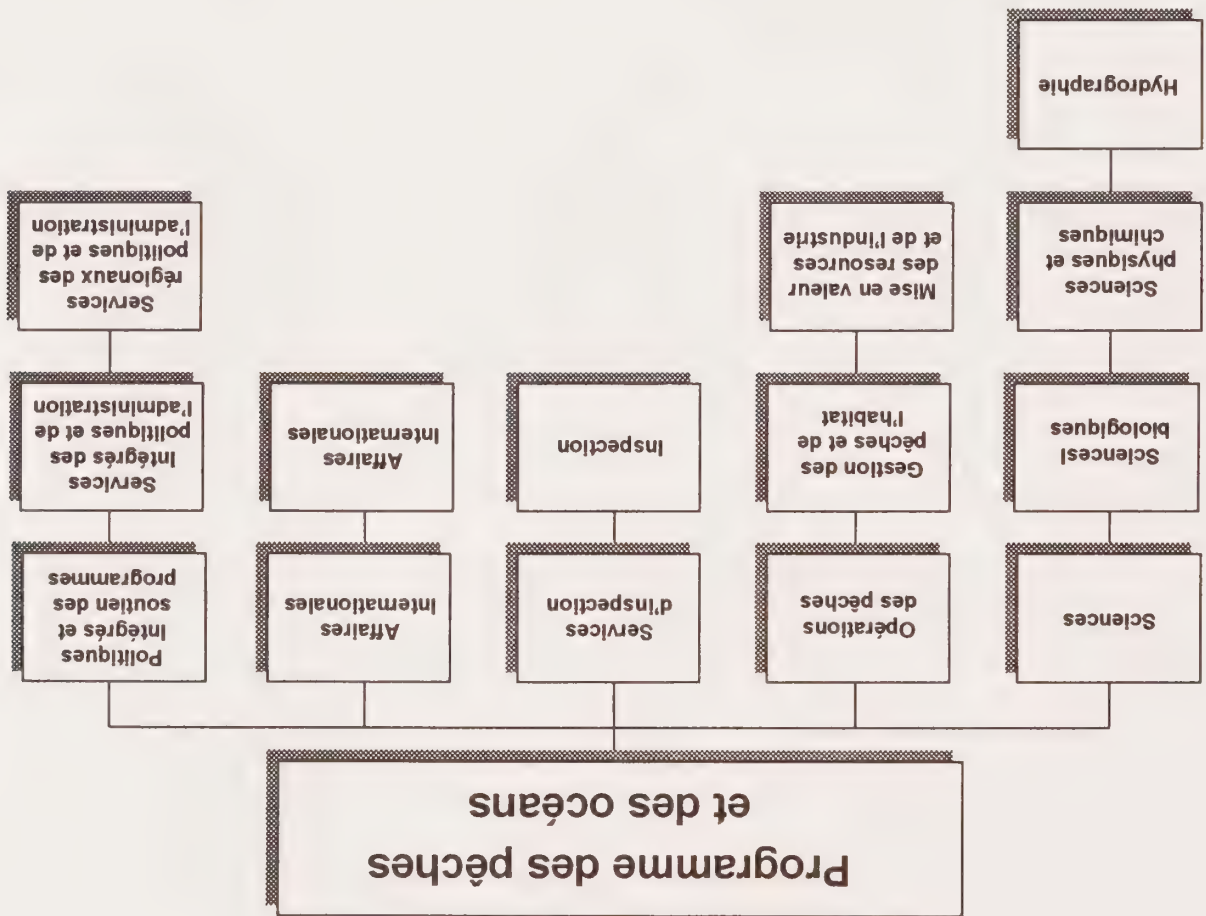 Programme des pêches
et des océans
Sciences
Opérations
des pêches
Services
d'inspection
Affaires
Internationales
Politiques
Intégrés et
soutien des
programmes
Sciencesl
biologiques
Gestion des
pêches et de
l'habitat
Inspection
Affaires
Internationales
Services
Intégrés des
politiques et de
l'administration
Sciences
physiques et
chimiques
Mise en valeur
des resources
et de l'industrie
Services
régionaux des
politiques et de
l'administration
Hydrographie